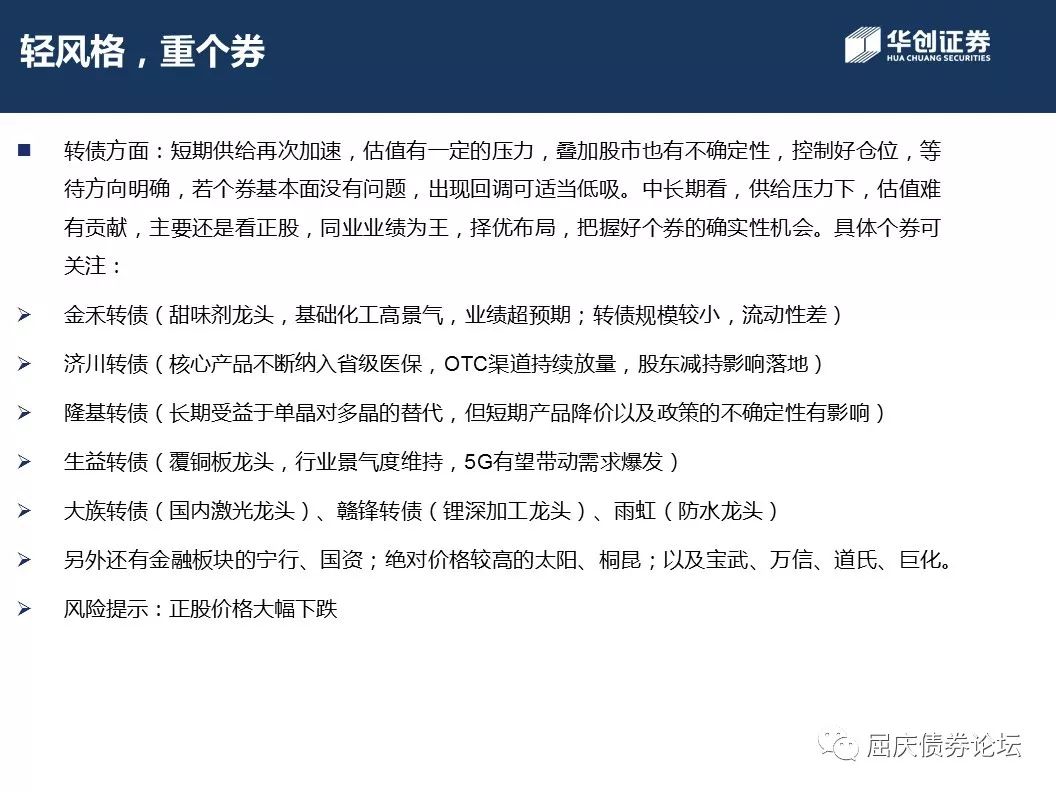 轻风格，重个券
华创证券
HUA CHUANG SECURITIES
转债方面：短期供给再次加速，估值有一定的压力，叠加股市也有不确定性，控制好仓位，等
待方向明确，若个券基本面没有问题，出现回调可适当低吸。中长期看，供给压力下，估值难
有贡献，主要还是看正股，同业业绩为王，择优布局，把握好个券的确实性机会。具体个券可
关注：
金禾转债（甜味剂龙头，基础化工高景气，业绩超预期；转债规模较小，流动性差）
济川转债（核心产品不断纳入省级医保，OTC渠道持续放量，股东减持影响落地）
隆基转债（长期受益于单晶对多晶的替代，但短期产品降价以及政策的不确定性有影响）
生益转债（覆铜板龙头，行业景气度维持，5G有望带动需求爆发）
大族转债（国内激光龙头）、赣锋转债（锂深加工龙头）、雨虹（防水龙头）
另外还有金融板块的宁行、国资；绝对价格较高的太阳、桐昆；以及宝武、万信、道氏、巨化。
风险提示：正股价格大幅下跌
屈庆债券论坛